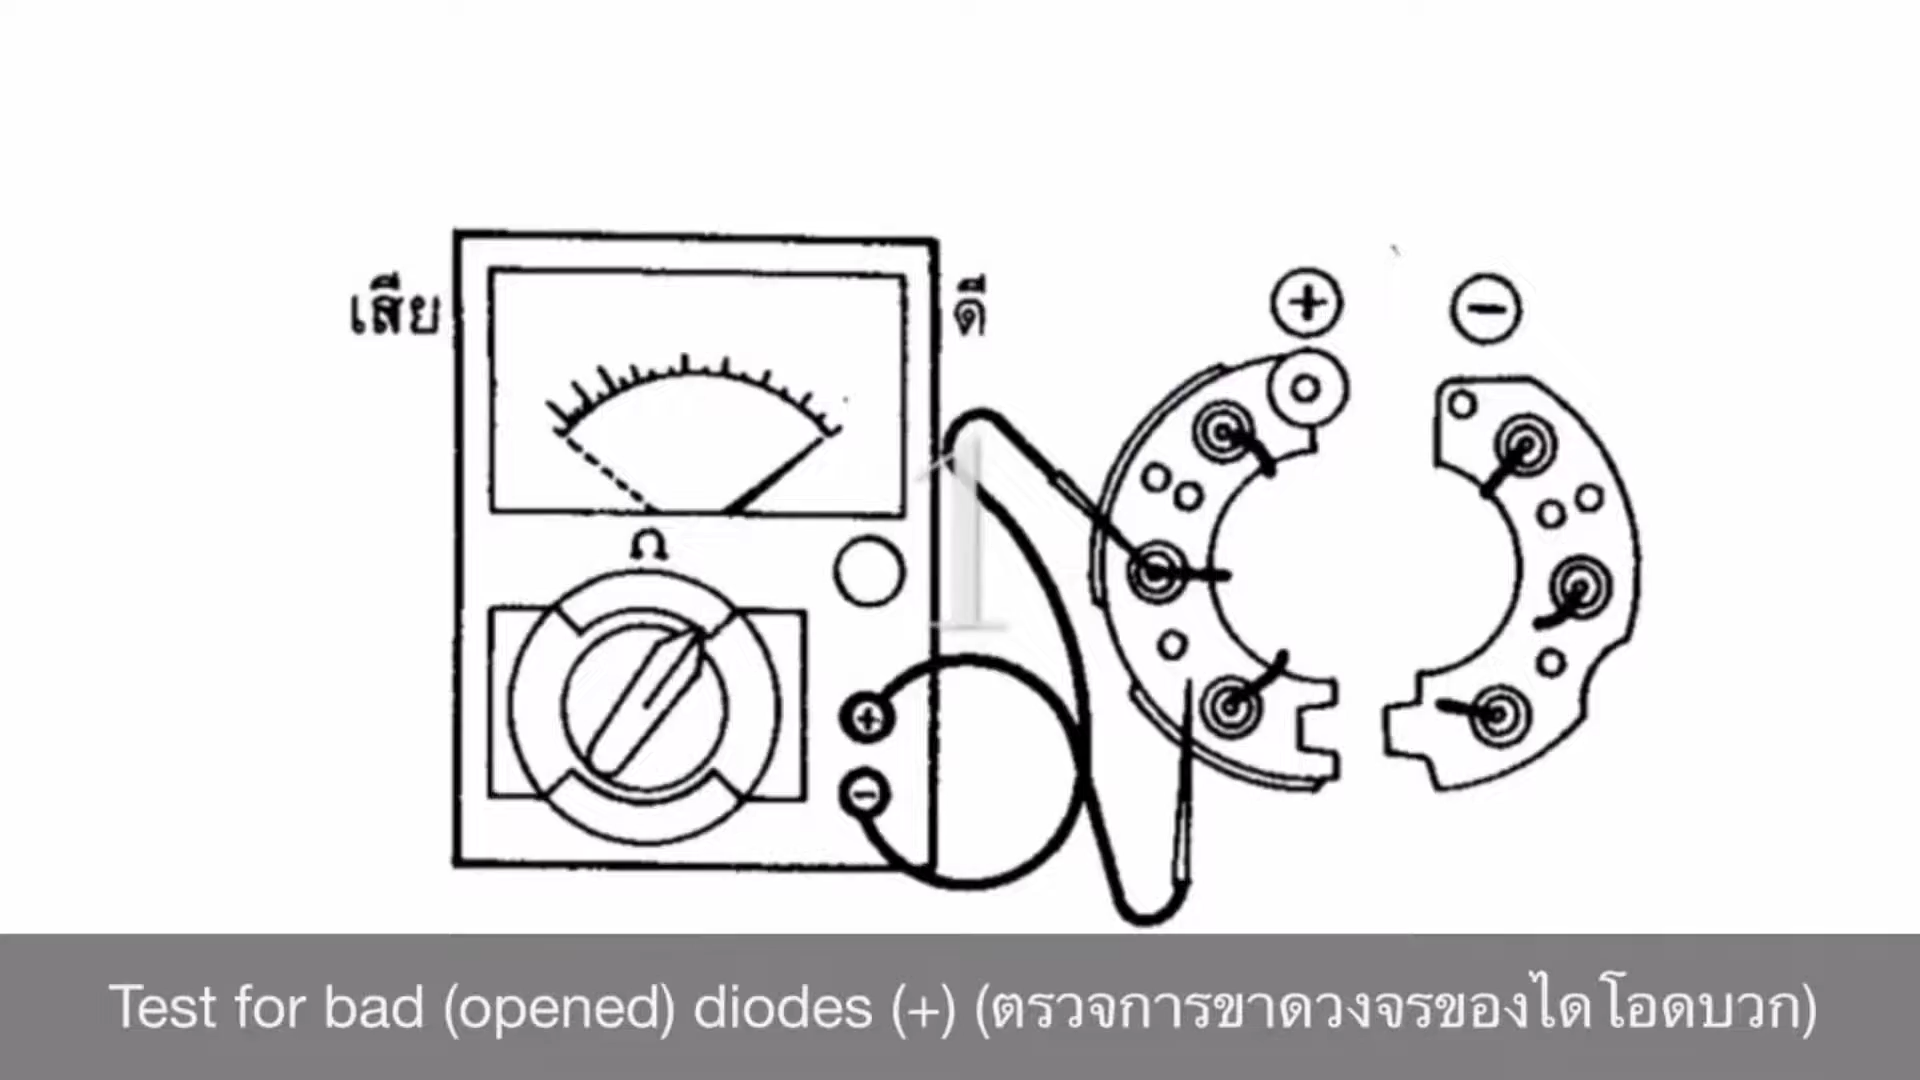 เสีย
ดี
+
-
Ω
1
+
-
Test for bad (opened) diodes (+) (ตรวจการขาดวงจรของไดโอดบวก)